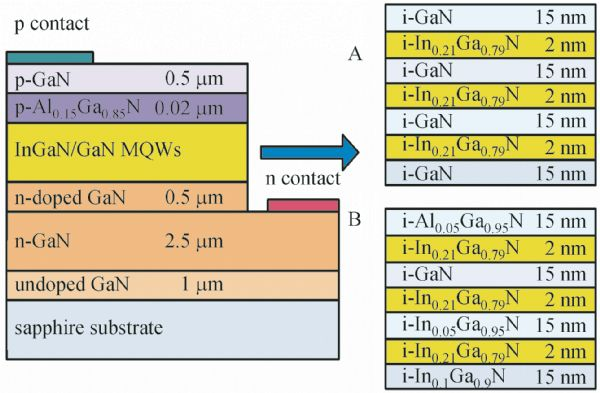 p contact
p-GaN 0.5 μm
p-Al0.15Ga0.85N 0.02 μm
InGaN/GaN MQWs
n contact
n-doped GaN 0.5 μm
n-GaN 2.5 μm
undoped GaN 1 μm
sapphire substrate
A
i-GaN 15 nm
i-In0.21Ga0.79N 2 nm
i-GaN 15 nm
i-In0.21Ga0.79N 2 nm
i-GaN 15 nm
i-In0.21Ga0.79N 2 nm
i-GaN 15 nm
B
i-Al0.05Ga0.95N 15 nm
i-In0.21Ga0.79N 2 nm
i-GaN 15 nm
i-In0.21Ga0.79N 2 nm
i-In0.05Ga0.95N 15 nm
i-In0.21Ga0.79N 2 nm
i-In0.1Ga0.9N 15 nm